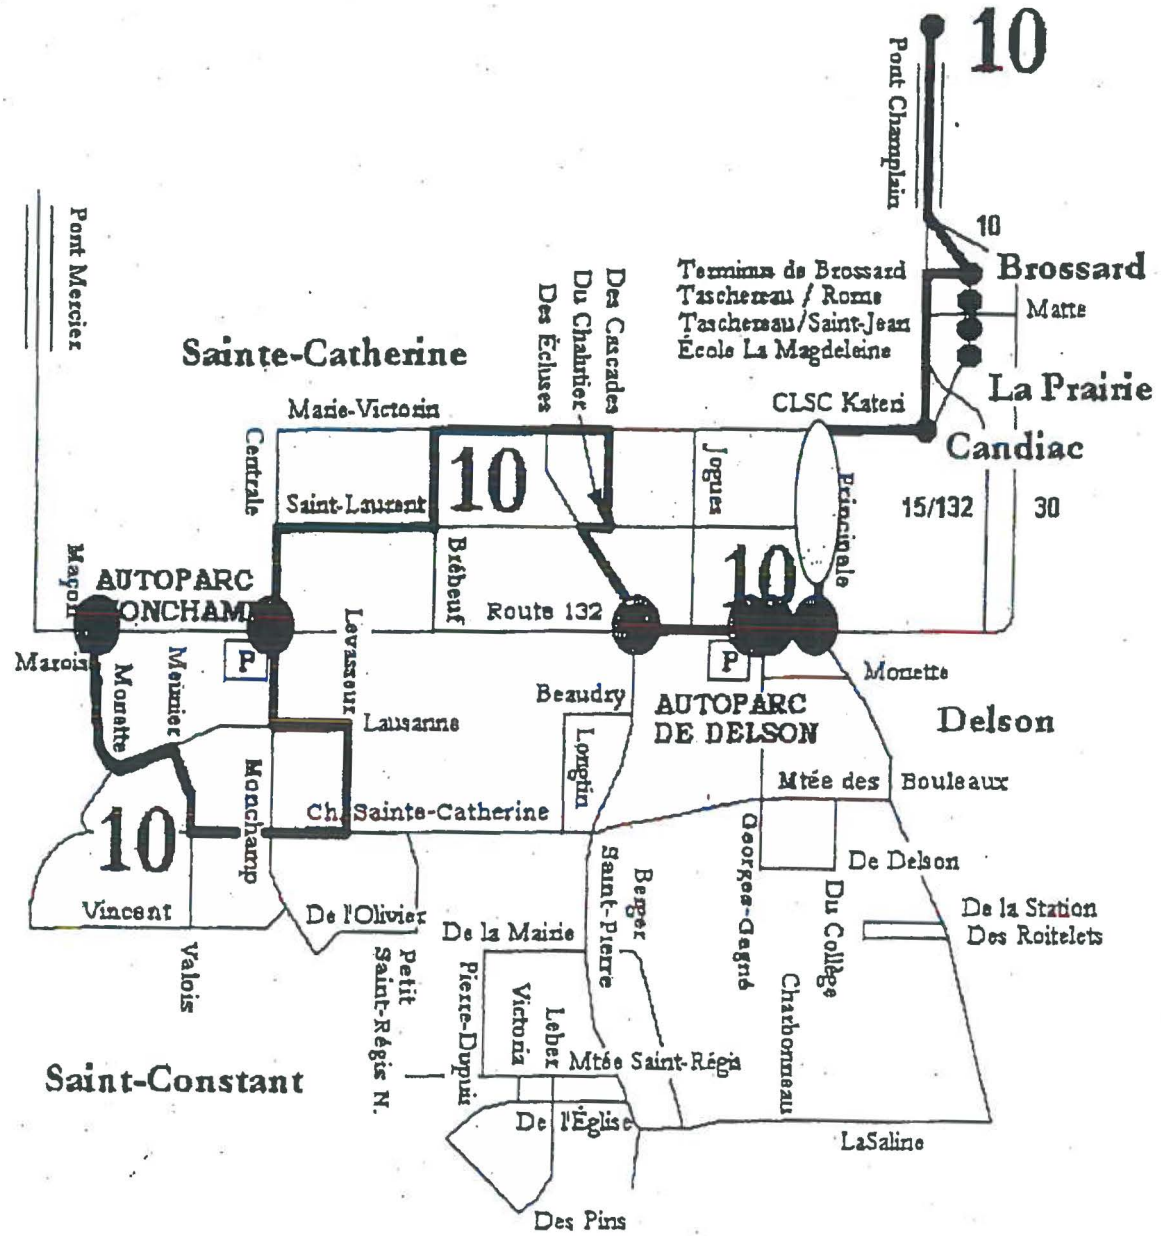 10
Pont Champlain
Pont Mercier
10
Brossard
Terminus de Brossard
Taschereau / Rome
Taschereau/Saint-Jean
École La Magdeleine
Matte
La Prairie
CLSC Kateri
Candiac
Sainte-Catherine
Des Écluses
Des Cascades
Marie-Victorin
Centrale
10
Saint-Laurent
Jogues
Principale
15/132
30
Maçon
AUTOPARC
MONCHAMP
Brébeuf
Route 132
10
Marois
Monette
Meunier
P
Levasseur
Lausanne
Beaudry
P
AUTOPARC
DE DELSON
Monette
Delson
Longtin
Mtée des Bouleaux
Monchamp
Ch. Sainte-Catherine
10
Georges-Gagné
De Delson
Du Collège
Vincent
De l'Olivier
Valois
Petit
Saint-Régis N.
De la Mairie
Saint-Pierre
Berger
De la Station
Des Roitelets
Pierre-Dupuis
Victoria
Leber
Charbonneau
Mtée Saint-Régis
Saint-Constant
De l'Église
LaSaline
Des Pins